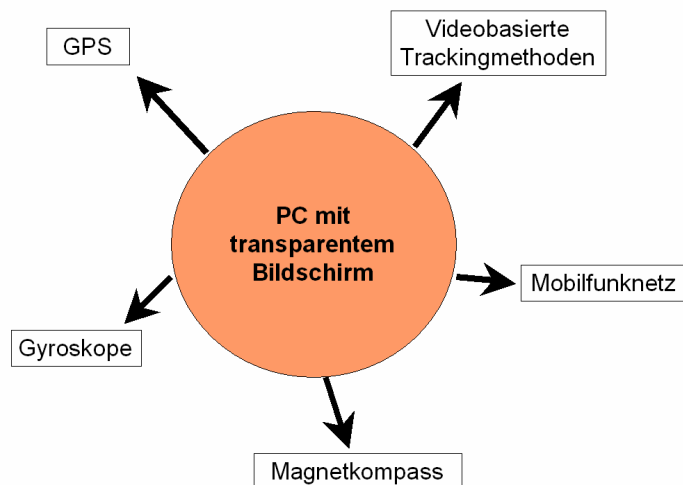 GPS
Videobasierte
Trackingmethoden
PC mit
transparentem
Bildschirm
Mobilfunknetz
Gyroskope
Magnetkompass